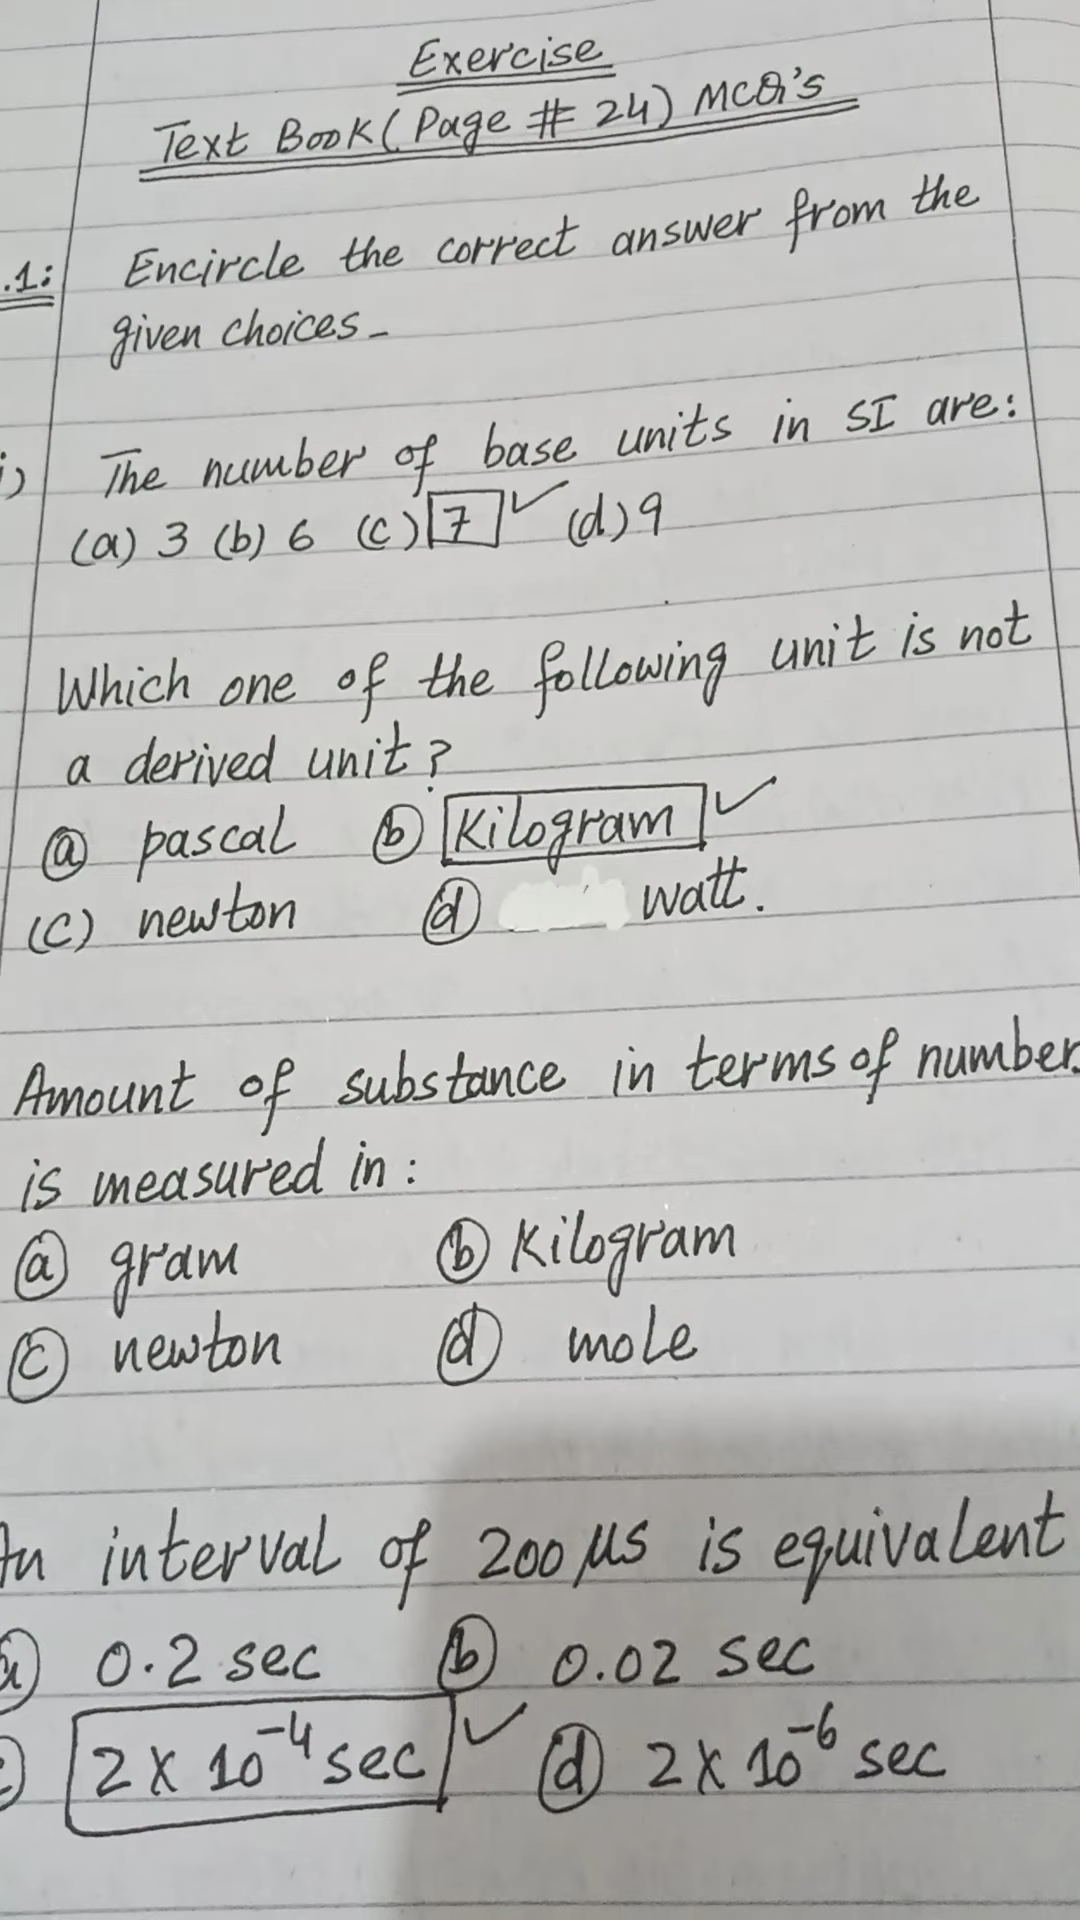 Exercise
Text Book (Page # 24) MCQ's
.1: Encircle the correct answer from the
given choices-
i) The number of base units in SI are:
(a) 3 (b) 6 (c) 7 ✓ (d) 9
Which one of the following unit is not
a derived unit?
(a) pascal (b) Kilogram ✓
(c) newton (d) watt.
Amount of substance in terms of number
is measured in:
(a) gram (b) Kilogram
(c) newton (d) mole
An interval of 200 μs is equivalent
(a) 0.2 sec (b) 0.02 sec
(c) 2 x 10⁻⁴ sec ✓ (d) 2 x 10⁻⁶ sec